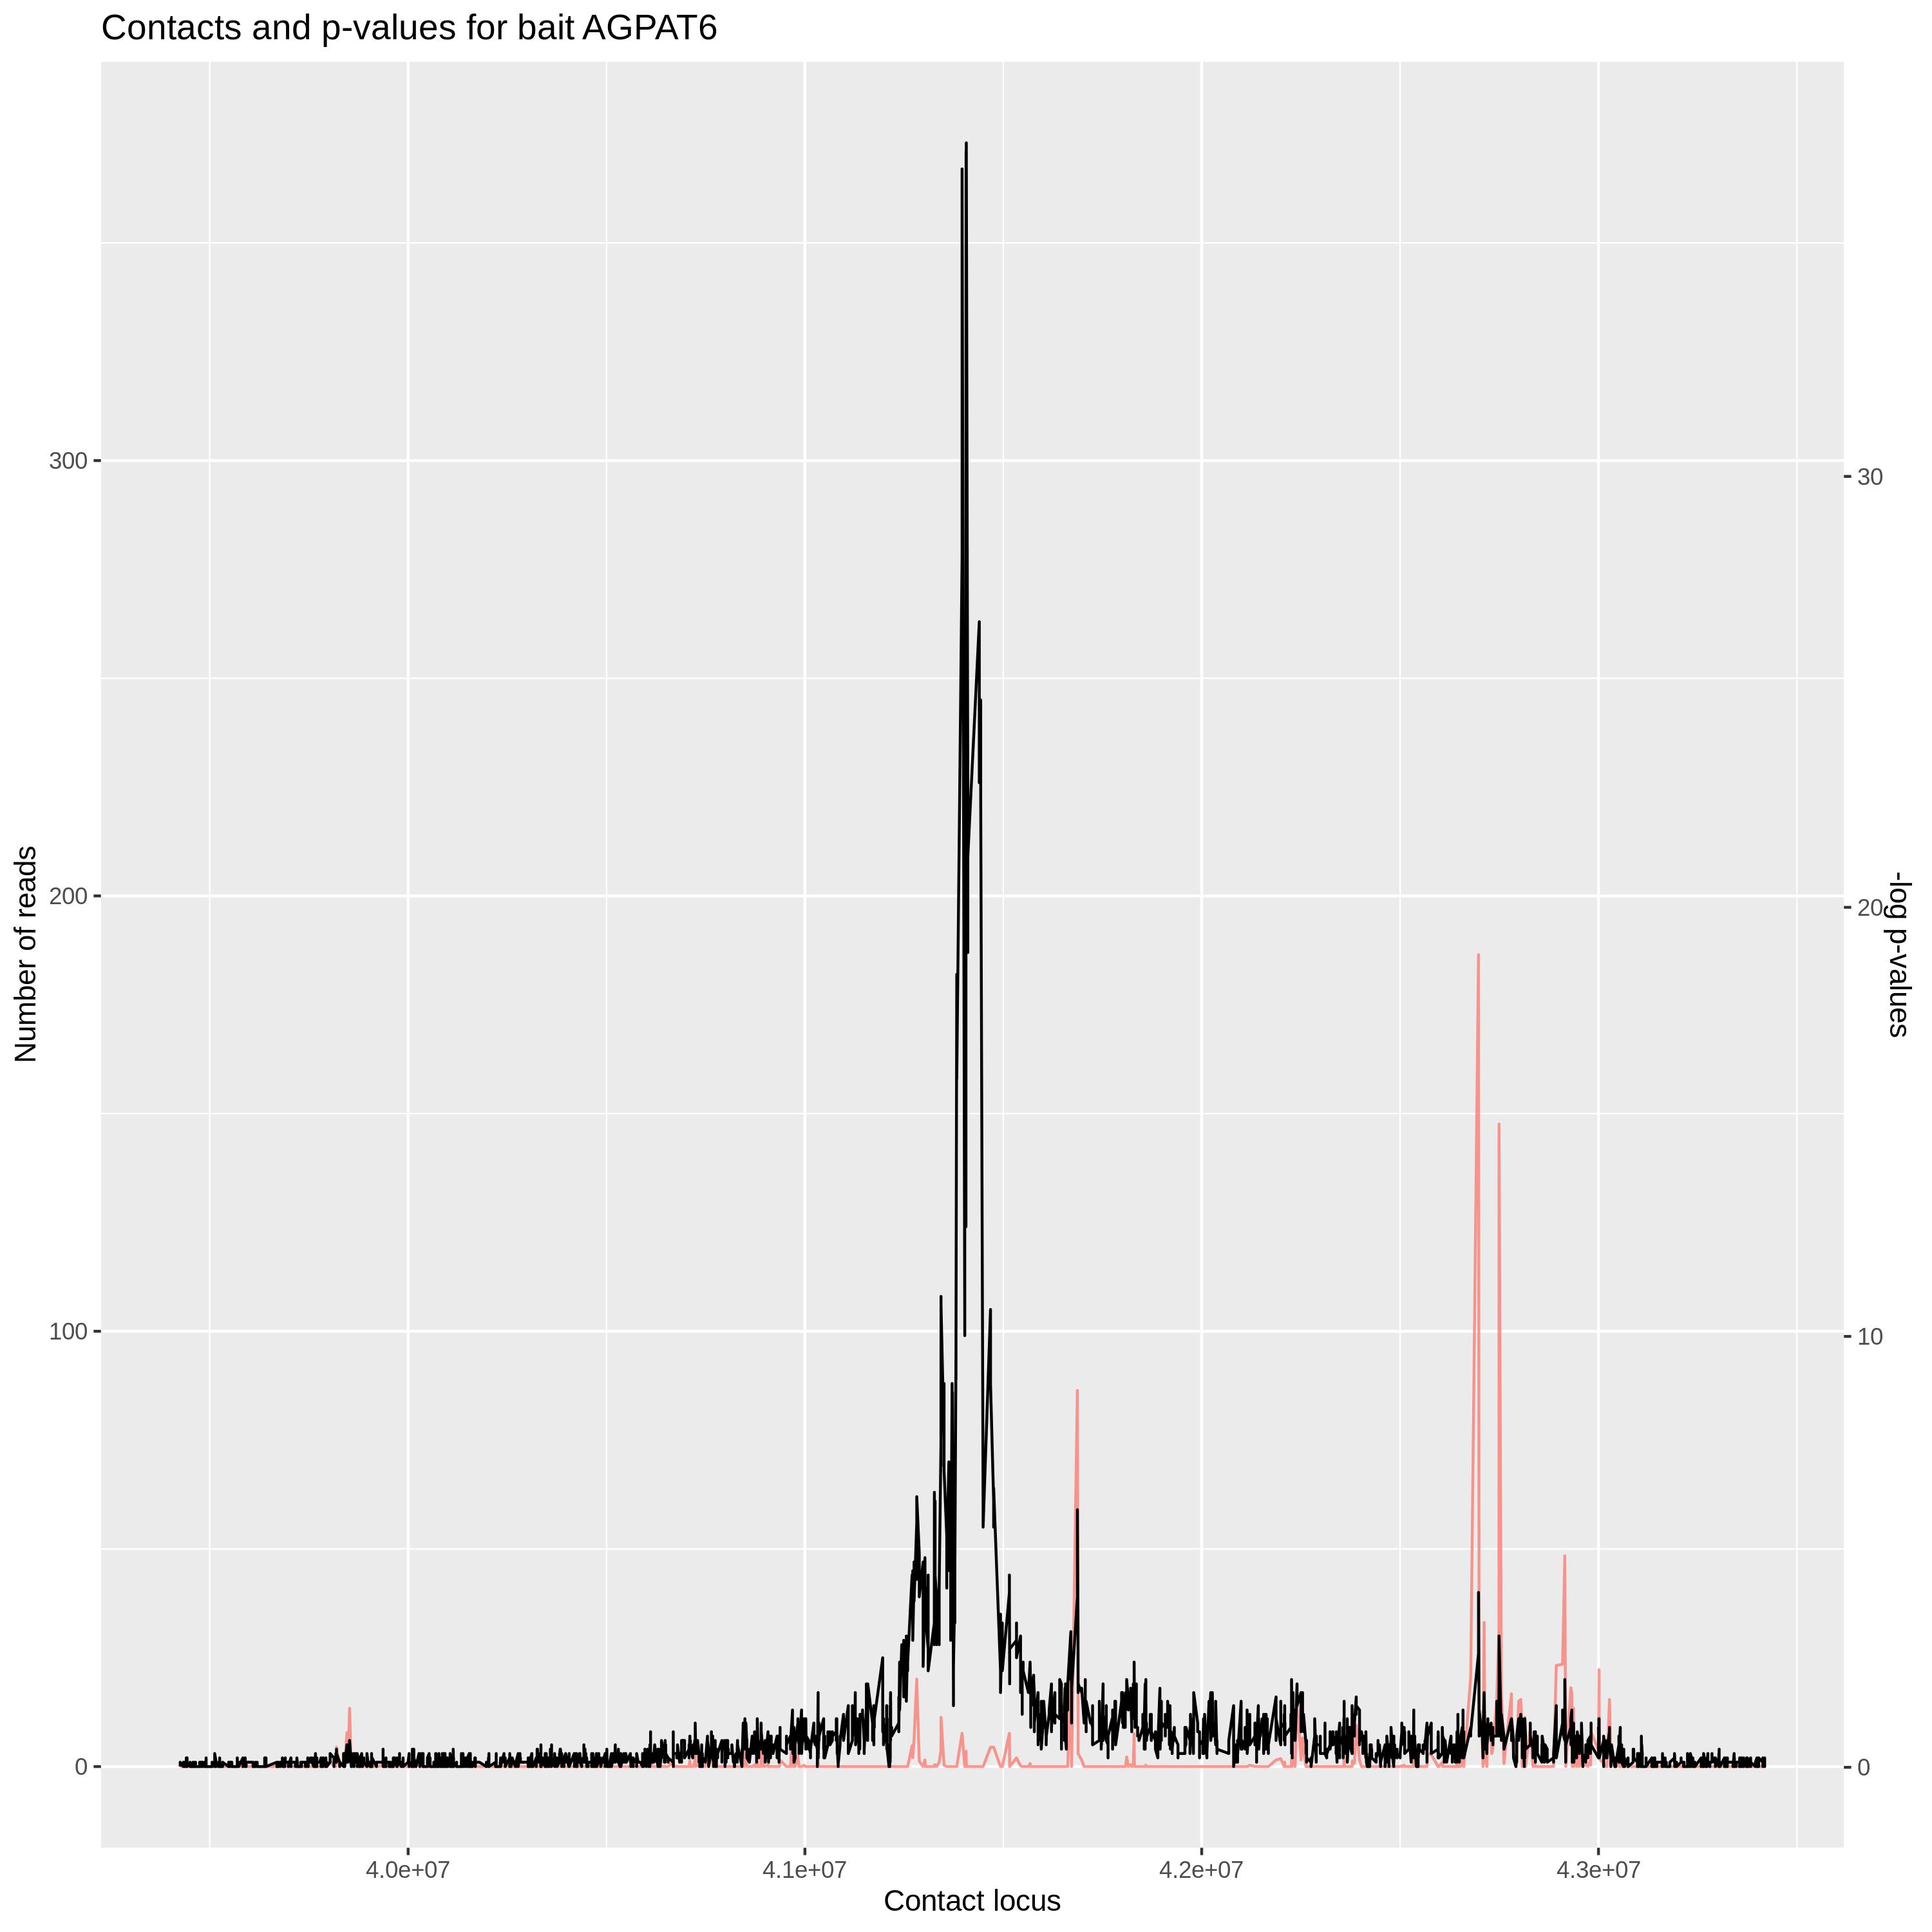 Contacts and p-values for bait AGPAT6
Number of reads
300
200
100
0
30
20
10
0
-log p-values
4.0e+07
4.1e+07
4.2e+07
4.3e+07
Contact locus